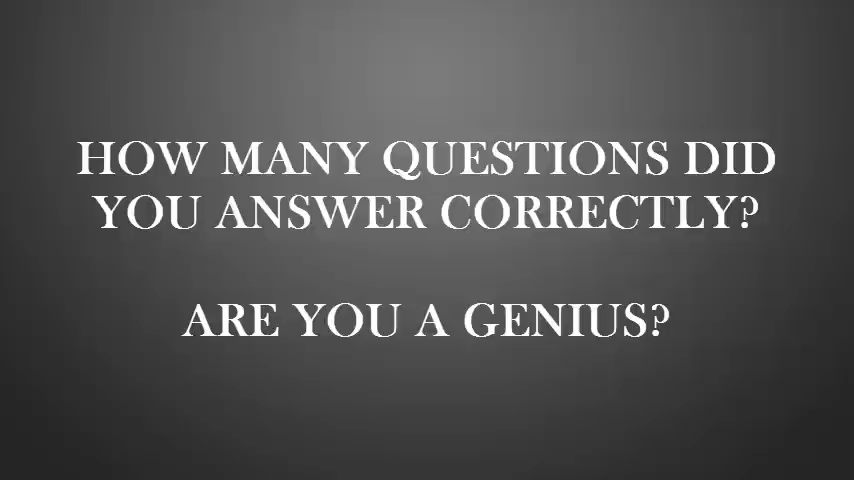 HOW MANY QUESTIONS DID
YOU ANSWER CORRECTLY?
ARE YOU A GENIUS?